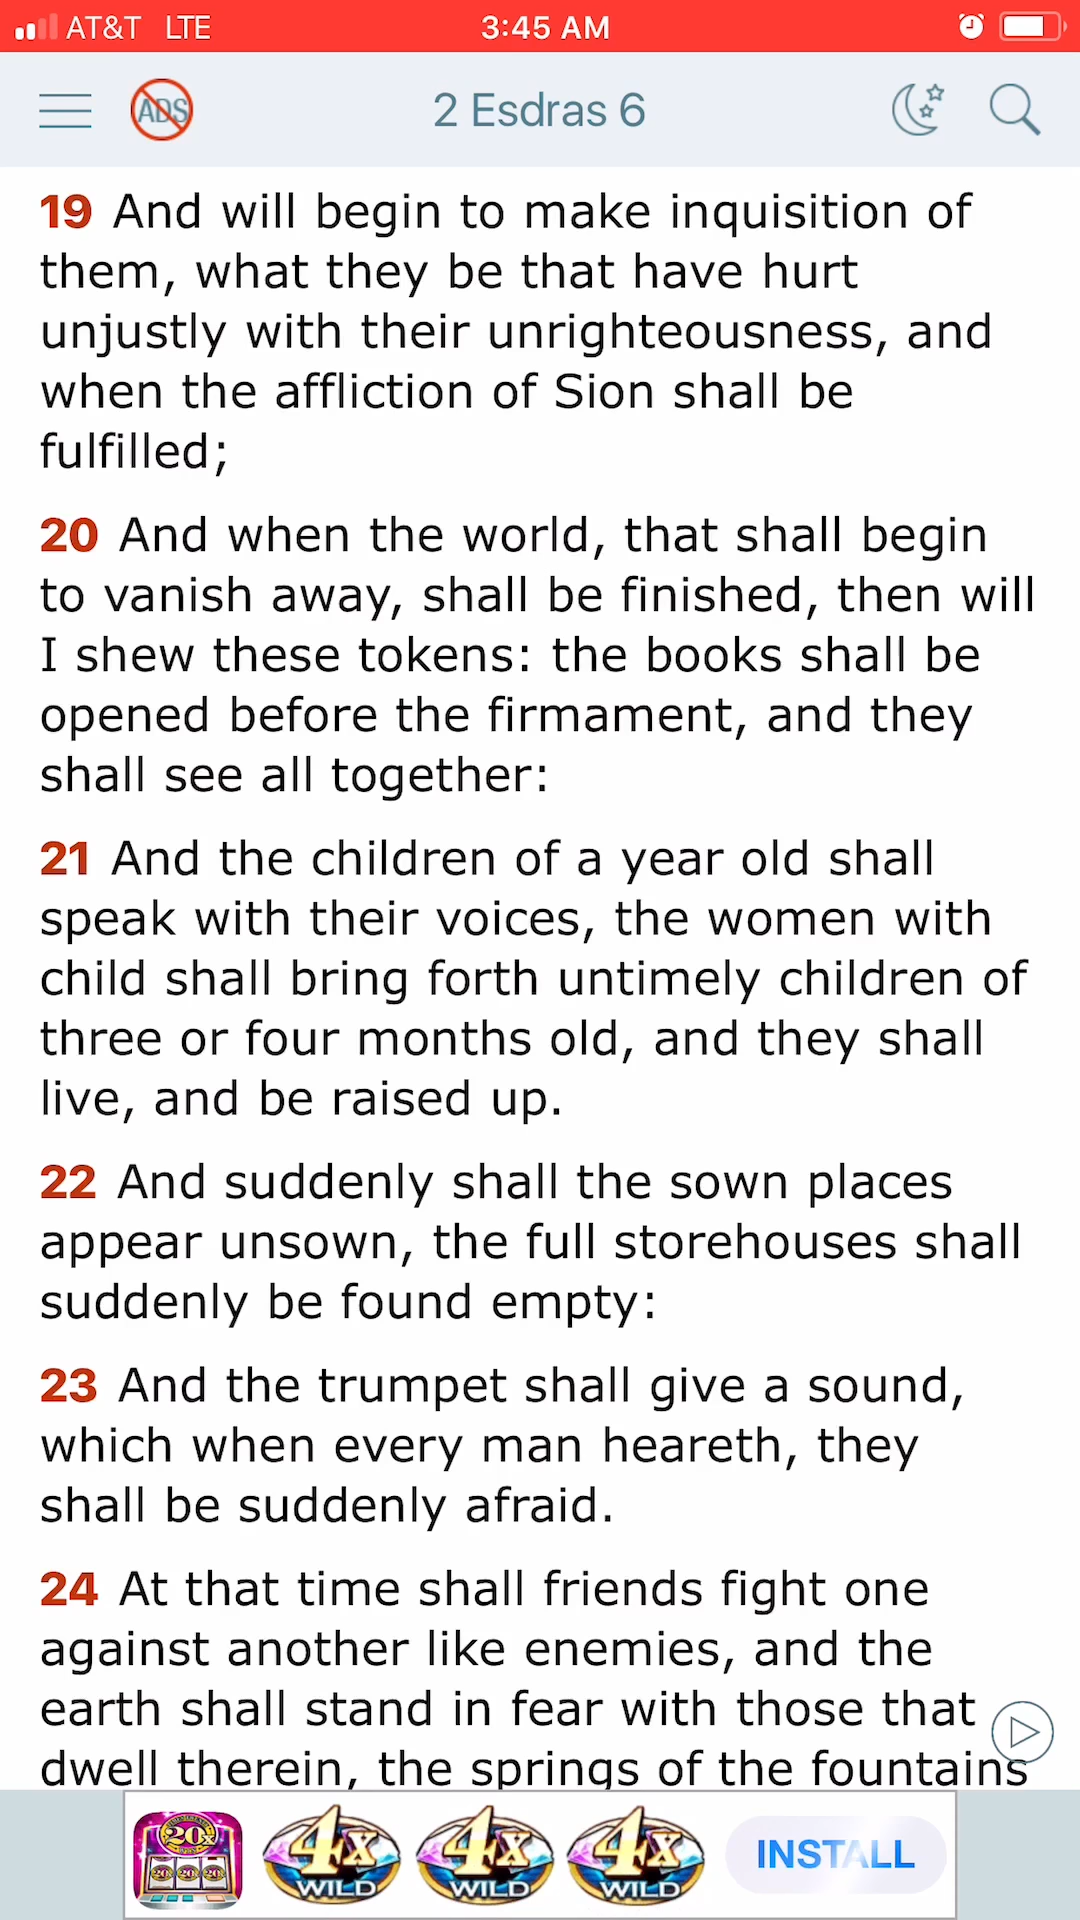 AT&T LTE 3:45 AM
ADS 2 Esdras 6
19 And will begin to make inquisition of
them, what they be that have hurt
unjustly with their unrighteousness, and
when the affliction of Sion shall be
fulfilled;
20 And when the world, that shall begin
to vanish away, shall be finished, then will
I shew these tokens: the books shall be
opened before the firmament, and they
shall see all together:
21 And the children of a year old shall
speak with their voices, the women with
child shall bring forth untimely children of
three or four months old, and they shall
live, and be raised up.
22 And suddenly shall the sown places
appear unsown, the full storehouses shall
suddenly be found empty:
23 And the trumpet shall give a sound,
which when every man heareth, they
shall be suddenly afraid.
24 At that time shall friends fight one
against another like enemies, and the
earth shall stand in fear with those that
dwell therein, the springs of the fountains
20x
20 20 20
4x WILD 4x WILD 4x WILD INSTALL